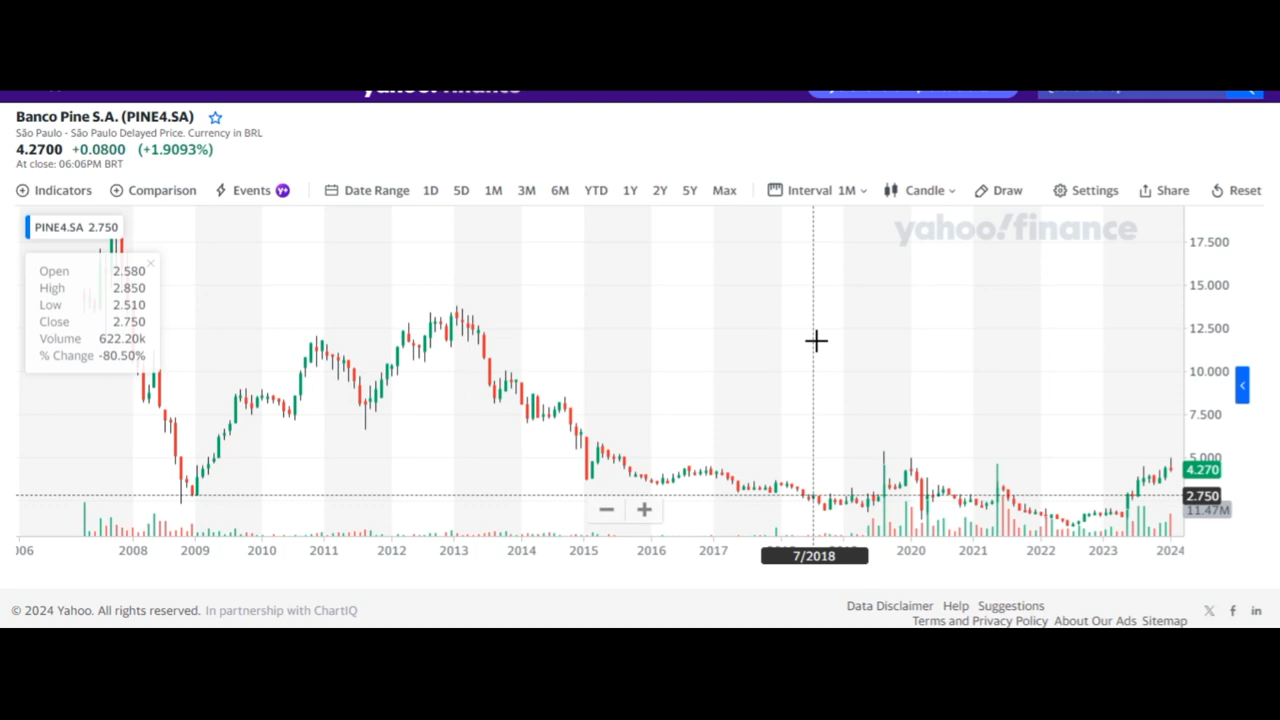 Banco Pine S.A. (PINE4.SA)
São Paulo - São Paulo Delayed Price. Currency in BRL
4.2700 +0.0800 (+1.9093%)
At close: 06:06PM BRT
Indicators Comparison Events Y+ Date Range 1D 5D 1M 3M 6M YTD 1Y 2Y 5Y Max Interval 1M Candle Draw Settings Share Reset
PINE4.SA 2.750
yahoo!finance
Open 2.580
High 2.850
Low 2.510
Close 2.750
Volume 622.20k
% Change -80.50%
17.500
15.000
12.500
10.000
7.500
5.000
4.270
2.750
11.47M
2008 2009 2010 2011 2012 2013 2014 2015 2016 2017 2020 2021 2022 2023 2024
7/2018
© 2024 Yahoo. All rights reserved. In partnership with ChartIQ
Data Disclaimer Help Suggestions
Terms and Privacy Policy About Our Ads Sitemap